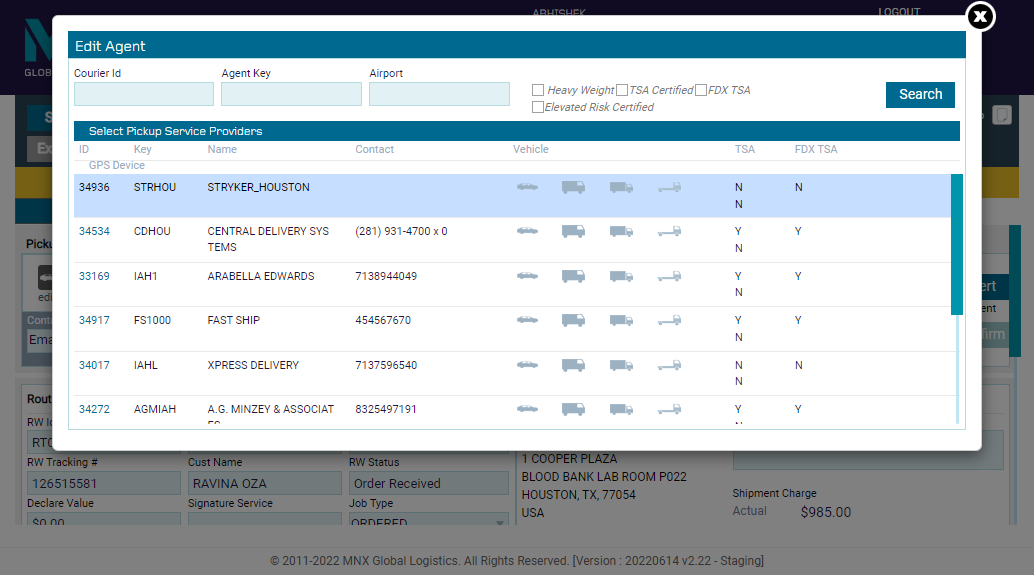 ABHISHEK
LOGOUT
GLOB
X
Edit Agent
Courier Id
Agent Key
Airport
Heavy Weight TSA Certified FDX TSA
Elevated Risk Certified
Search
Select Pickup Service Providers
ID Key Name Contact Vehicle TSA FDX TSA
GPS Device
34936 STRHOU STRYKER_HOUSTON N N
N
34534 CDHOU CENTRAL DELIVERY SYS (281) 931-4700 x 0 Y Y
TEMS N
33169 IAH1 ARABELLA EDWARDS 7138944049 Y Y
N
34917 FS1000 FAST SHIP 454567670 Y Y
N
34017 IAHL XPRESS DELIVERY 7137596540 N N
N
34272 AGMIAH A.G. MINZEY & ASSOCIAT 8325497191 Y Y
Pick
edi
Conta
Ema
ert
ent
firm
Rout
RW Id
RTC
RW Tracking # Cust Name RW Status
126515581 RAVINA OZA Order Received
Declare Value Signature Service Job Type
$0.00 ORDERED
1 COOPER PLAZA
BLOOD BANK LAB ROOM P022
HOUSTON, TX, 77054
USA
Shipment Charge
Actual $985.00
© 2011-2022 MNX Global Logistics. All Rights Reserved. [Version : 20220614 v2.22 - Staging]